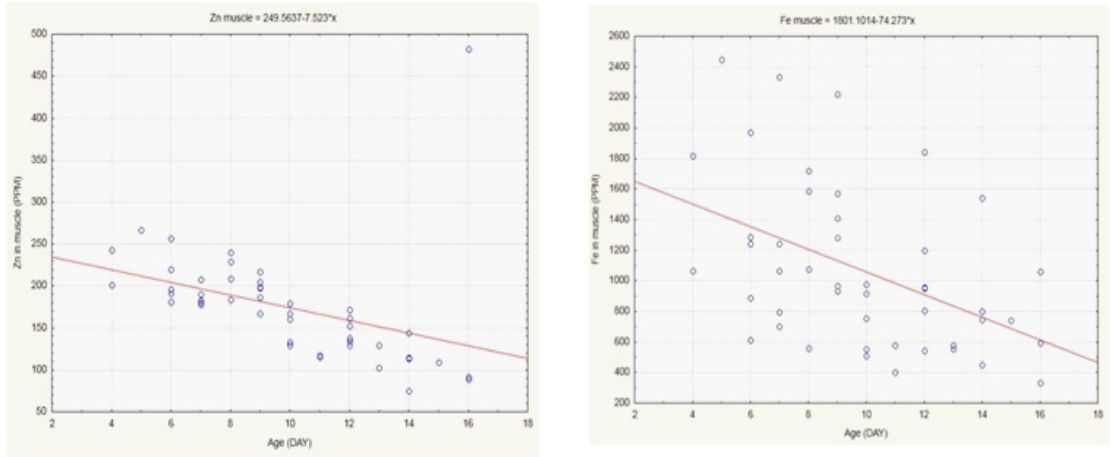 Zn muscle = 249.5637-7.523*x
500
450
400
350
300
250
200
150
100
50
2 4 6 8 10 12 14 16 18
Zn in muscle (PPM)
Age (DAY)
Fe muscle = 1801.1014-74.273*x
2600
2400
2200
2000
1800
1600
1400
1200
1000
800
600
400
200
2 4 6 8 10 12 14 16 18
Fe in muscle (PPM)
Age (DAY)